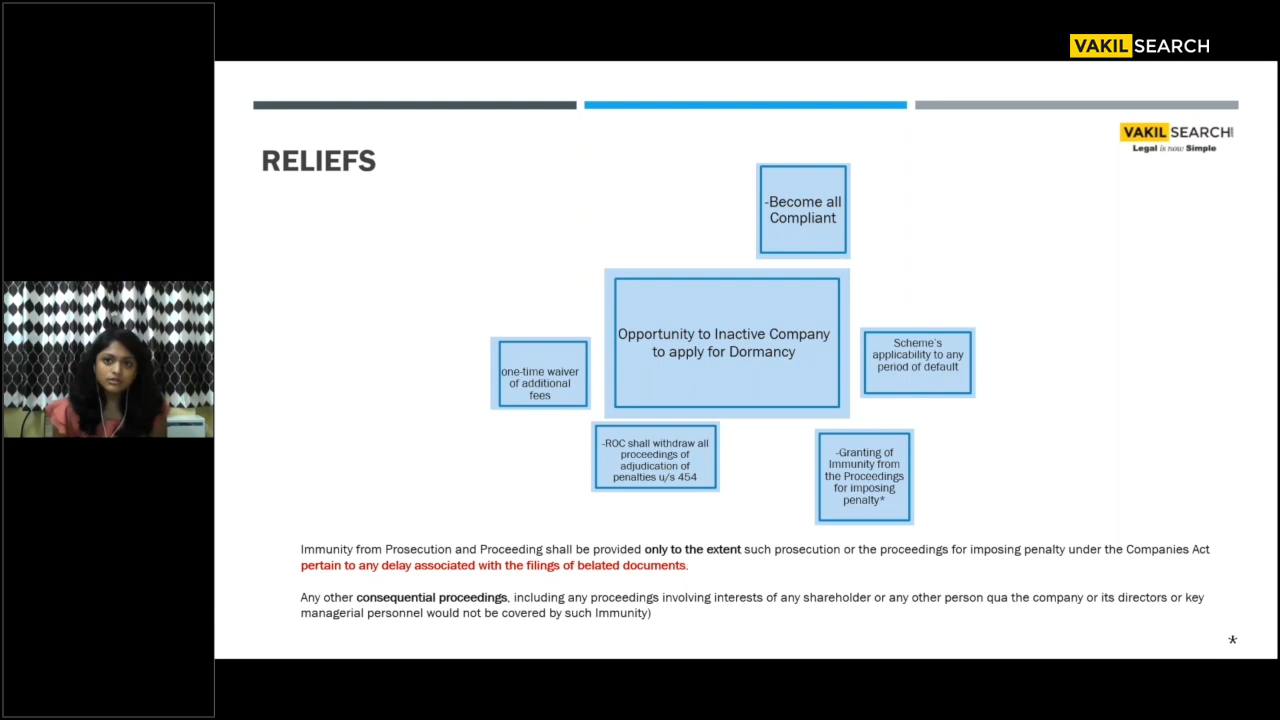 VAKILSEARCH
VAKILSEARCH
Legal is now Simple
RELIEFS
-Become all
Compliant
Opportunity to Inactive Company
to apply for Dormancy
Scheme's
applicability to any
period of default
one-time waiver
of additional
fees
-ROC shall withdraw all
proceedings of
adjudication of
penalties u/s 454
-Granting of
Immunity from
the Proceedings
for imposing
penalty*
Immunity from Prosecution and Proceeding shall be provided only to the extent such prosecution or the proceedings for imposing penalty under the Companies Act
pertain to any delay associated with the filings of belated documents.
Any other consequential proceedings, including any proceedings involving interests of any shareholder or any other person qua the company or its directors or key
managerial personnel would not be covered by such Immunity)
*